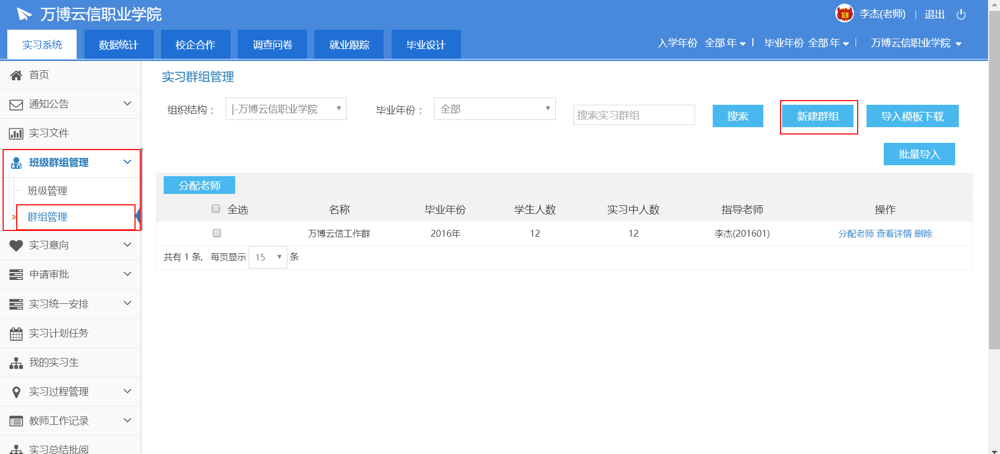 万博云信职业学院
李杰(老师) | 退出
实习系统 数据统计 校企合作 调查问卷 就业跟踪 毕业设计
入学年份 全部 年 毕业年份 全部 年 万博云信职业学院
首页
通知公告
实习文件
班级群组管理
班级管理
群组管理
实习意向
申请审批
实习统一安排
实习计划任务
我的实习生
实习过程管理
教师工作记录
实习总结批阅
实习群组管理
组织结构： |-万博云信职业学院 毕业年份： 全部 搜索实习群组 搜索 新建群组 导入模板下载
批量导入
分配老师
全选 名称 毕业年份 学生人数 实习中人数 指导老师 操作
万博云信工作群 2016年 12 12 李杰(201601) 分配老师 查看详情 删除
共有 1 条, 每页显示 15 条